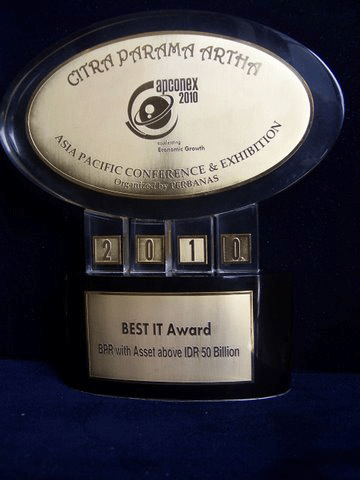 CITRA PARAMA ARTHA
apconex
2010
Economic Growth
ASIA PACIFIC CONFERENCE & EXHIBITION
Organized by PERBANAS
2 0 1 0
BEST IT Award
BPR with Asset above IDR 50 Billion